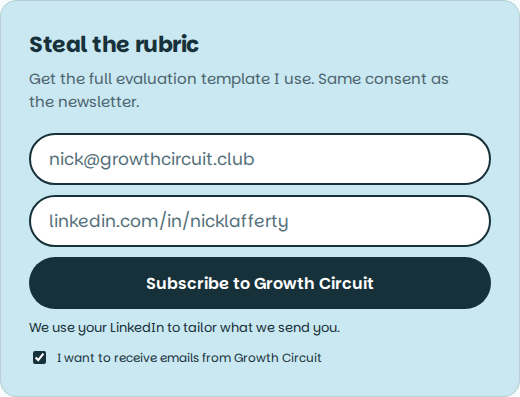 Steal the rubric
Get the full evaluation template I use. Same consent as
the newsletter.
nick@growthcircuit.club
linkedin.com/in/nicklafferty
Subscribe to Growth Circuit
We use your LinkedIn to tailor what we send you.
I want to receive emails from Growth Circuit